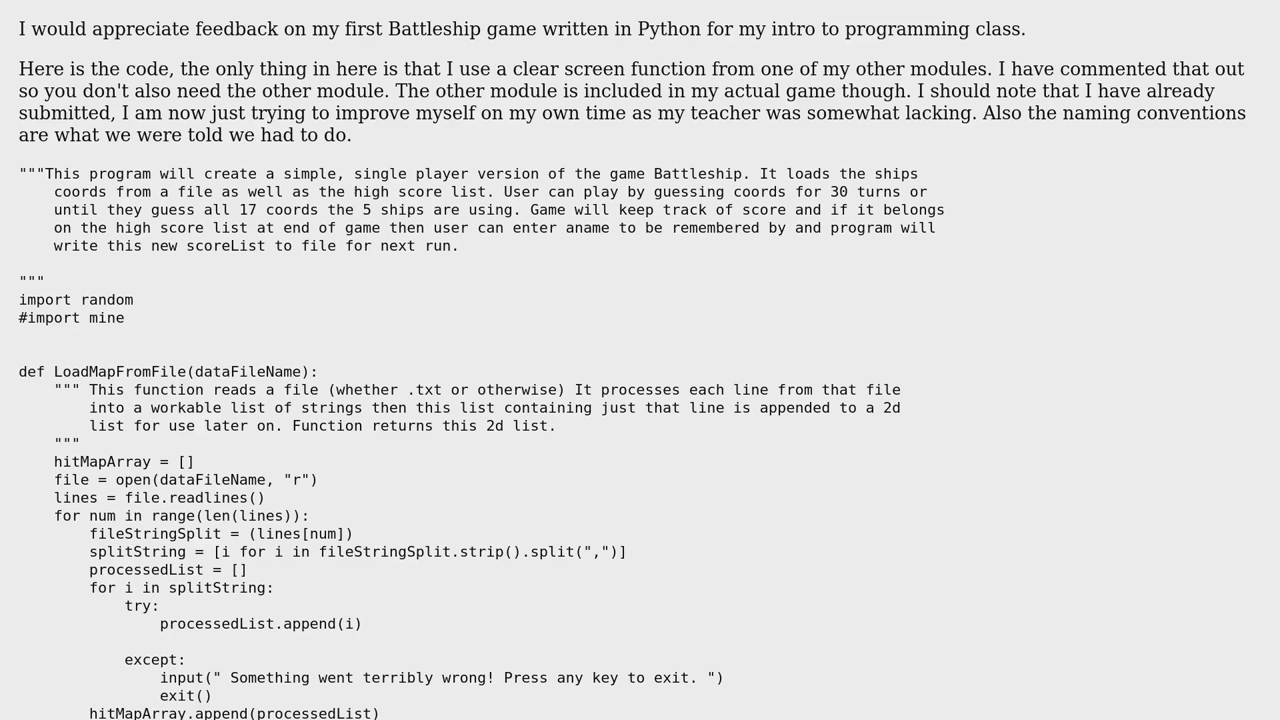 I would appreciate feedback on my first Battleship game written in Python for my intro to programming class.
Here is the code, the only thing in here is that I use a clear screen function from one of my other modules. I have commented that out
so you don't also need the other module. The other module is included in my actual game though. I should note that I have already
submitted, I am now just trying to improve myself on my own time as my teacher was somewhat lacking. Also the naming conventions
are what we were told we had to do.
"""This program will create a simple, single player version of the game Battleship. It loads the ships
    coords from a file as well as the high score list. User can play by guessing coords for 30 turns or
    until they guess all 17 coords the 5 ships are using. Game will keep track of score and if it belongs
    on the high score list at end of game then user can enter aname to be remembered by and program will
    write this new scoreList to file for next run.
"""
import random
#import mine
def LoadMapFromFile(dataFileName):
    """ This function reads a file (whether .txt or otherwise) It processes each line from that file
        into a workable list of strings then this list containing just that line is appended to a 2d
        list for use later on. Function returns this 2d list.
    """
    hitMapArray = []
    file = open(dataFileName, "r")
    lines = file.readlines()
    for num in range(len(lines)):
        fileStringSplit = (lines[num])
        splitString = [i for i in fileStringSplit.strip().split(",")]
        processedList = []
        for i in splitString:
            try:
                processedList.append(i)
            except:
                input(" Something went terribly wrong! Press any key to exit. ")
                exit()
        hitMapArray.append(processedList)